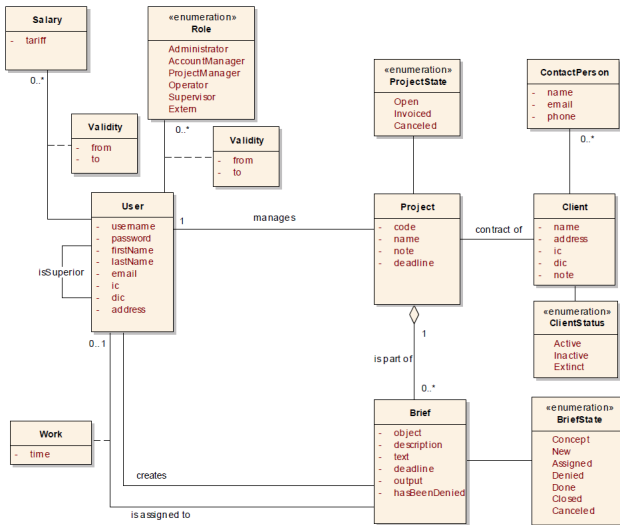 Salary
- tariff
0..*
«enumeration»
Role
Administrator
AccountManager
ProjectManager
Operator
Supervisor
Extern
0..*
«enumeration»
ProjectState
Open
Invoiced
Canceled
ContactPerson
- name
- email
- phone
0..*
Validity
- from
- to
Validity
- from
- to
User
- username
- password
- firstName
- lastName
- email
- ic
- dic
- address
isSuperior
1
manages
Project
- code
- name
- note
- deadline
contract of
Client
- name
- address
- ic
- dic
- note
«enumeration»
ClientStatus
Active
Inactive
Extinct
0..1
1
is part of
0..*
Work
- time
Brief
- object
- description
- text
- deadline
- output
- hasBeenDenied
«enumeration»
BriefState
Concept
New
Assigned
Denied
Done
Closed
Canceled
creates
is assigned to